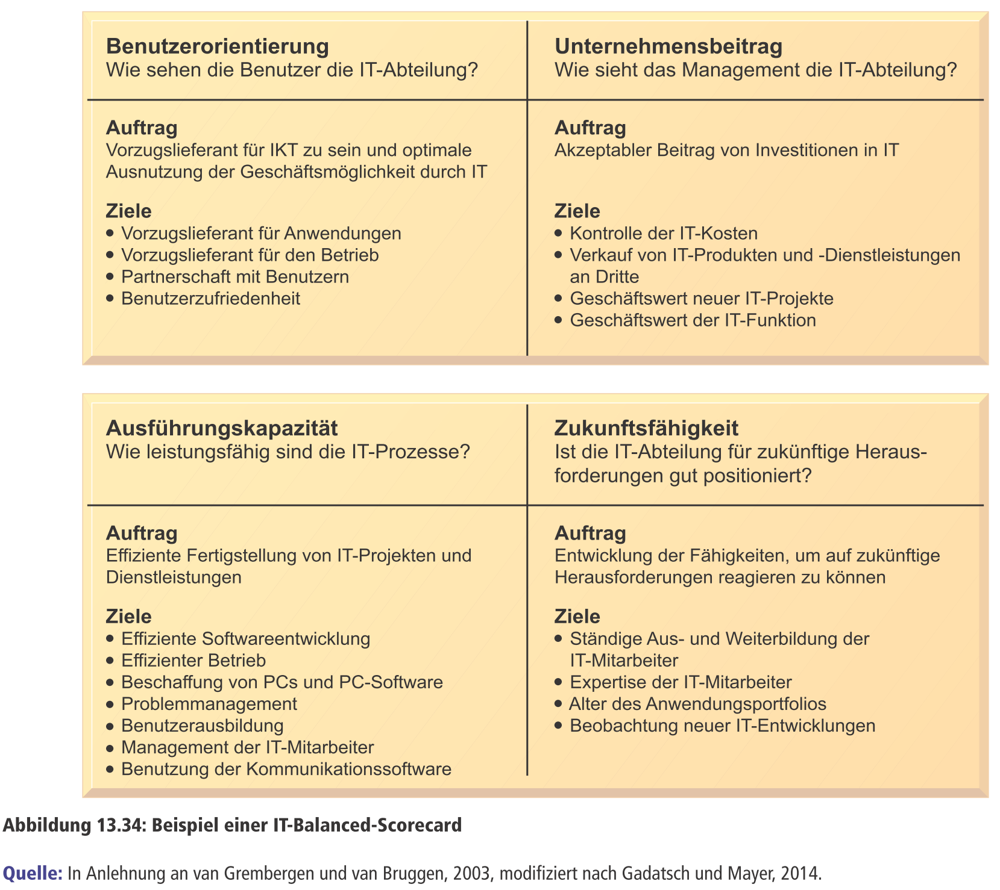 Benutzerorientierung
Wie sehen die Benutzer die IT-Abteilung?
Auftrag
Vorzugslieferant für IKT zu sein und optimale
Ausnutzung der Geschäftsmöglichkeit durch IT
Ziele
• Vorzugslieferant für Anwendungen
• Vorzugslieferant für den Betrieb
• Partnerschaft mit Benutzern
• Benutzerzufriedenheit
Unternehmensbeitrag
Wie sieht das Management die IT-Abteilung?
Auftrag
Akzeptabler Beitrag von Investitionen in IT
Ziele
• Kontrolle der IT-Kosten
• Verkauf von IT-Produkten und -Dienstleistungen
an Dritte
• Geschäftswert neuer IT-Projekte
• Geschäftswert der IT-Funktion
Ausführungskapazität
Wie leistungsfähig sind die IT-Prozesse?
Auftrag
Effiziente Fertigstellung von IT-Projekten und
Dienstleistungen
Ziele
• Effiziente Softwareentwicklung
• Effizienter Betrieb
• Beschaffung von PCs und PC-Software
• Problemmanagement
• Benutzerausbildung
• Management der IT-Mitarbeiter
• Benutzung der Kommunikationssoftware
Zukunftsfähigkeit
Ist die IT-Abteilung für zukünftige Heraus-
forderungen gut positioniert?
Auftrag
Entwicklung der Fähigkeiten, um auf zukünftige
Herausforderungen reagieren zu können
Ziele
• Ständige Aus- und Weiterbildung der
IT-Mitarbeiter
• Expertise der IT-Mitarbeiter
• Alter des Anwendungsportfolios
• Beobachtung neuer IT-Entwicklungen
Abbildung 13.34: Beispiel einer IT-Balanced-Scorecard
Quelle: In Anlehnung an van Grembergen und van Bruggen, 2003, modifiziert nach Gadatsch und Mayer, 2014.